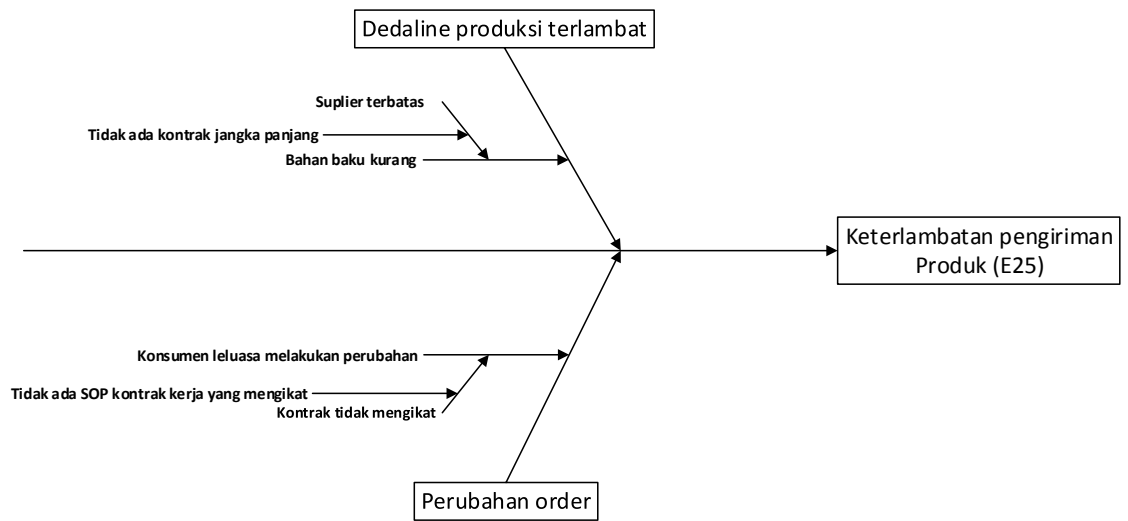 Dedaline produksi terlambat
Suplier terbatas
Tidak ada kontrak jangka panjang
Bahan baku kurang
Keterlambatan pengiriman
Produk (E25)
Konsumen leluasa melakukan perubahan
Tidak ada SOP kontrak kerja yang mengikat
Kontrak tidak mengikat
Perubahan order